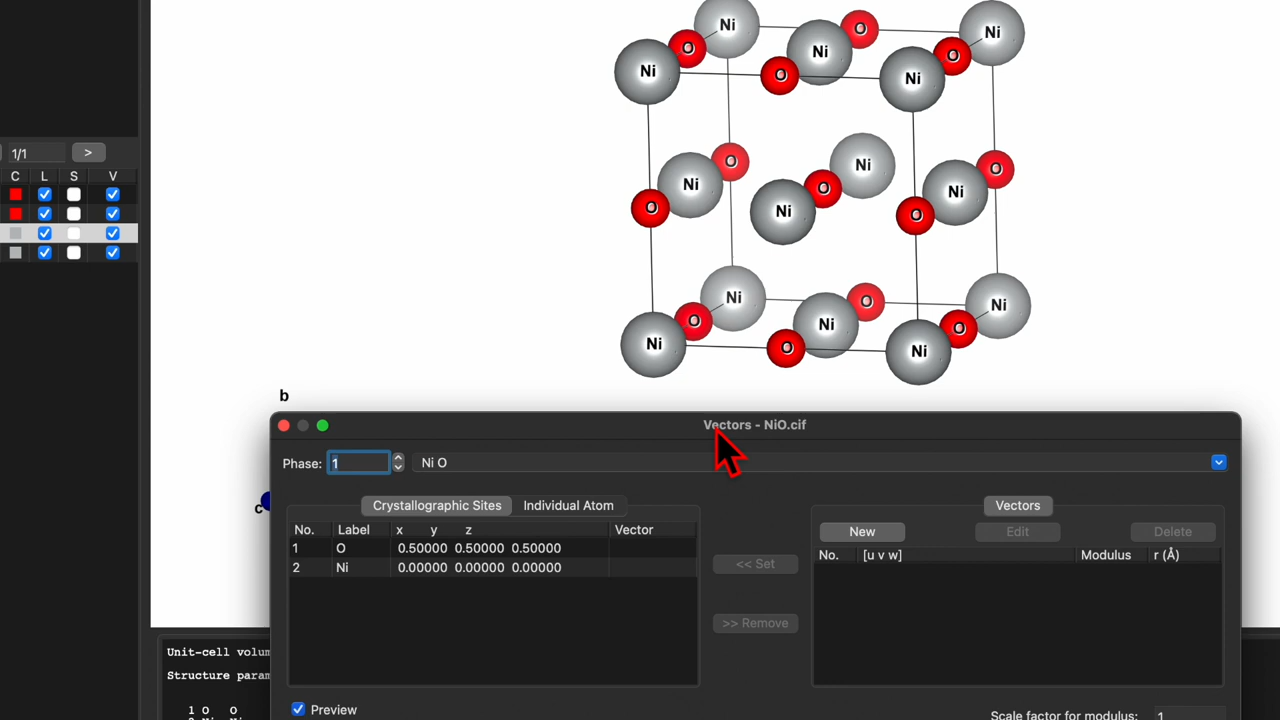 Ni Ni
O
Ni O
O
Ni O Ni
O
Ni
O
O
Ni
Ni O Ni
Ni
O O
Ni Ni
O
O Ni O
Ni O Ni
b
c
1/1 >
C L S V
Vectors - NiO.cif
Phase: 1 Ni O
Crystallographic Sites Individual Atom
No. Label x y z Vector
1 O 0.50000 0.50000 0.50000
2 Ni 0.00000 0.00000 0.00000
<< Set
>> Remove
Vectors
New Edit Delete
No. [u v w] Modulus r (Å)
Preview
Scale factor for modulus: 1
Unit-cell volum
Structure param
1 O O